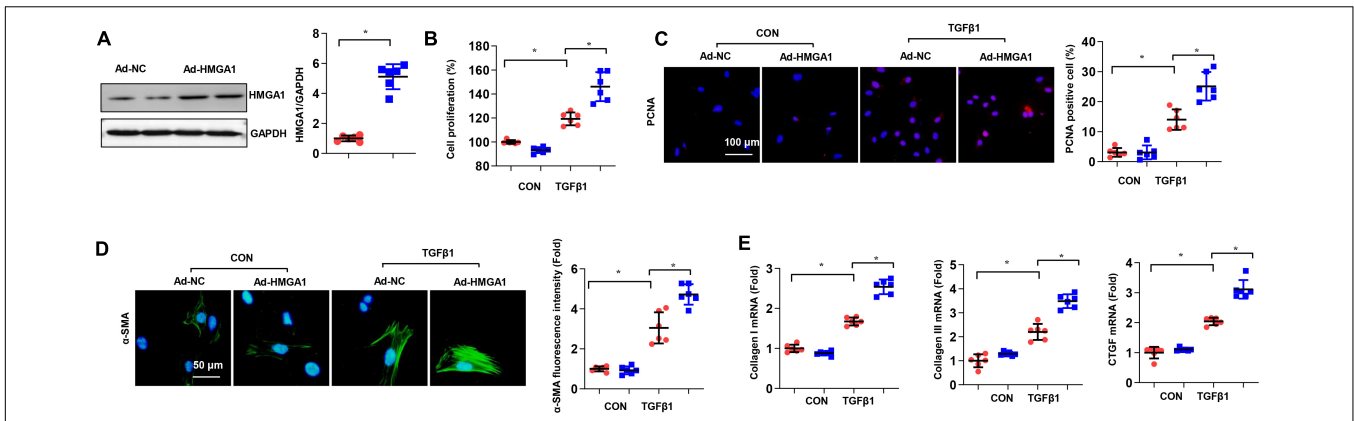 A
Ad-NC Ad-HMGA1
HMGA1
GAPDH
HMGA1/GAPDH
8
6
4
2
0
*
B
Cell proliferation (%)
180
160
140
120
100
80
* *
CON TGFβ1
C
CON TGFβ1
Ad-NC Ad-HMGA1 Ad-NC Ad-HMGA1
PCNA
100 μm
PCNA positive cell (%)
40
30
20
10
0
* *
CON TGFβ1
D
CON TGFβ1
Ad-NC Ad-HMGA1 Ad-NC Ad-HMGA1
α-SMA
50 μm
α-SMA fluorescence intensity (Fold)
6
4
2
0
* *
CON TGFβ1
E
Collagen I mRNA (Fold)
3
2
1
0
* *
CON TGFβ1
Collagen III mRNA (Fold)
5
4
3
2
1
0
* *
CON TGFβ1
CTGF mRNA (Fold)
4
3
2
1
0
* *
CON TGFβ1